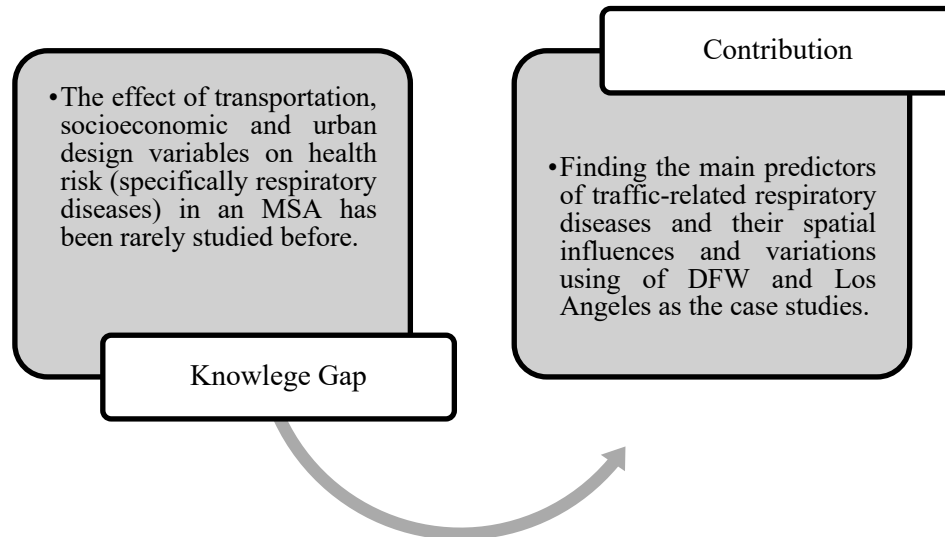 •The effect of transportation,
socioeconomic and urban
design variables on health
risk (specifically respiratory
diseases) in an MSA has
been rarely studied before.
Knowlege Gap
Contribution
•Finding the main predictors
of traffic-related respiratory
diseases and their spatial
influences and variations
using of DFW and Los
Angeles as the case studies.